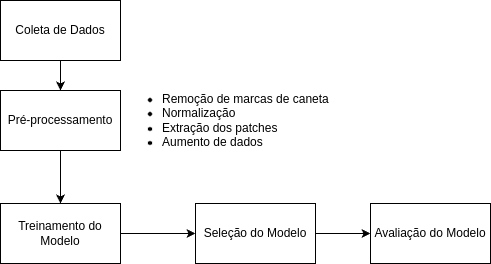 Coleta de Dados
Pré-processamento
• Remoção de marcas de caneta
• Normalização
• Extração dos patches
• Aumento de dados
Treinamento do
Modelo
Seleção do Modelo
Avaliação do Modelo